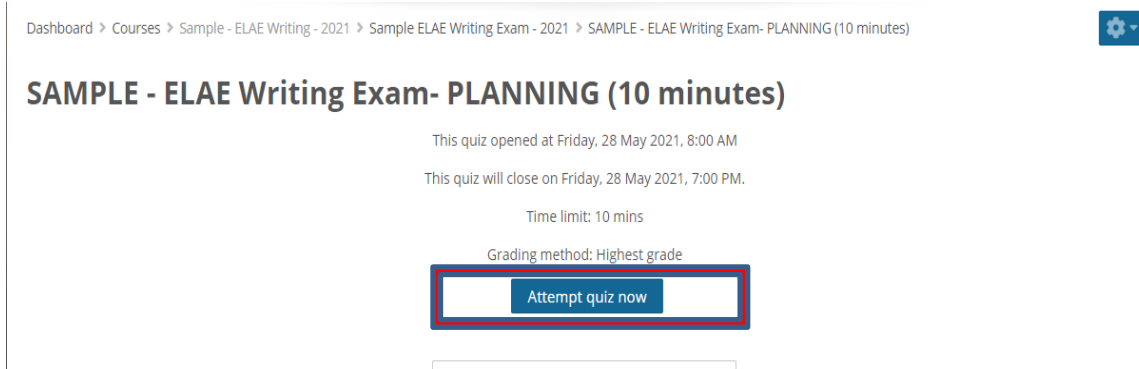 Dashboard > Courses > Sample - ELAE Writing - 2021 > Sample ELAE Writing Exam - 2021 > SAMPLE - ELAE Writing Exam- PLANNING (10 minutes)
SAMPLE - ELAE Writing Exam- PLANNING (10 minutes)
This quiz opened at Friday, 28 May 2021, 8:00 AM
This quiz will close on Friday, 28 May 2021, 7:00 PM.
Time limit: 10 mins
Grading method: Highest grade
Attempt quiz now